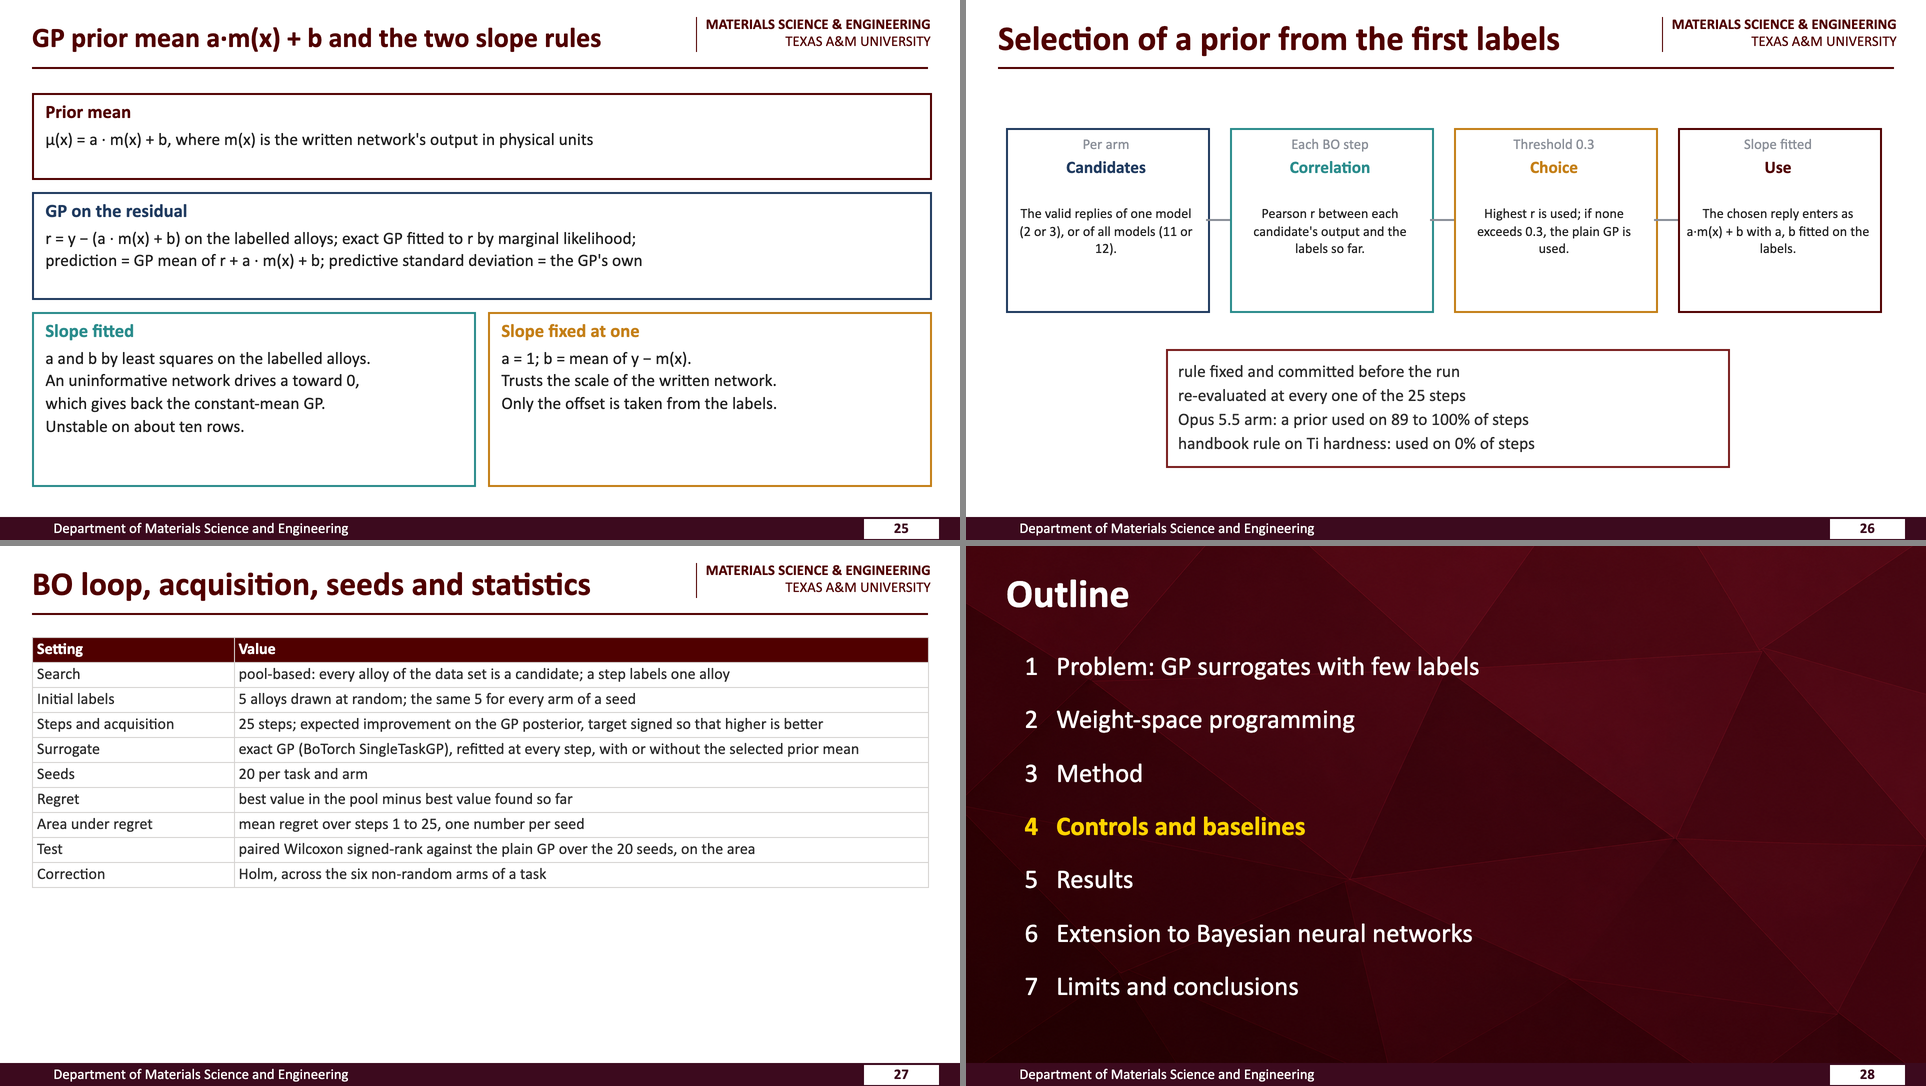 GP prior mean a·m(x) + b and the two slope rules
MATERIALS SCIENCE & ENGINEERING
TEXAS A&M UNIVERSITY
Prior mean
μ(x) = a · m(x) + b, where m(x) is the written network's output in physical units
GP on the residual
r = y − (a · m(x) + b) on the labelled alloys; exact GP fitted to r by marginal likelihood;
prediction = GP mean of r + a · m(x) + b; predictive standard deviation = the GP's own
Slope fitted
a and b by least squares on the labelled alloys.
An uninformative network drives a toward 0,
which gives back the constant-mean GP.
Unstable on about ten rows.
Slope fixed at one
a = 1; b = mean of y − m(x).
Trusts the scale of the written network.
Only the offset is taken from the labels.
Department of Materials Science and Engineering
25
Selection of a prior from the first labels
MATERIALS SCIENCE & ENGINEERING
TEXAS A&M UNIVERSITY
Per arm
Candidates
The valid replies of one model
(2 or 3), or of all models (11 or
12).
Each BO step
Correlation
Pearson r between each
candidate's output and the
labels so far.
Threshold 0.3
Choice
Highest r is used; if none
exceeds 0.3, the plain GP is
used.
Slope fitted
Use
The chosen reply enters as
a·m(x) + b with a, b fitted on the
labels.
rule fixed and committed before the run
re-evaluated at every one of the 25 steps
Opus 5.5 arm: a prior used on 89 to 100% of steps
handbook rule on Ti hardness: used on 0% of steps
Department of Materials Science and Engineering
26
BO loop, acquisition, seeds and statistics
MATERIALS SCIENCE & ENGINEERING
TEXAS A&M UNIVERSITY
Setting Value
Search pool-based: every alloy of the data set is a candidate; a step labels one alloy
Initial labels 5 alloys drawn at random; the same 5 for every arm of a seed
Steps and acquisition 25 steps; expected improvement on the GP posterior, target signed so that higher is better
Surrogate exact GP (BoTorch SingleTaskGP), refitted at every step, with or without the selected prior mean
Seeds 20 per task and arm
Regret best value in the pool minus best value found so far
Area under regret mean regret over steps 1 to 25, one number per seed
Test paired Wilcoxon signed-rank against the plain GP over the 20 seeds, on the area
Correction Holm, across the six non-random arms of a task
Department of Materials Science and Engineering
27
Outline
1 Problem: GP surrogates with few labels
2 Weight-space programming
3 Method
4 Controls and baselines
5 Results
6 Extension to Bayesian neural networks
7 Limits and conclusions
Department of Materials Science and Engineering
28